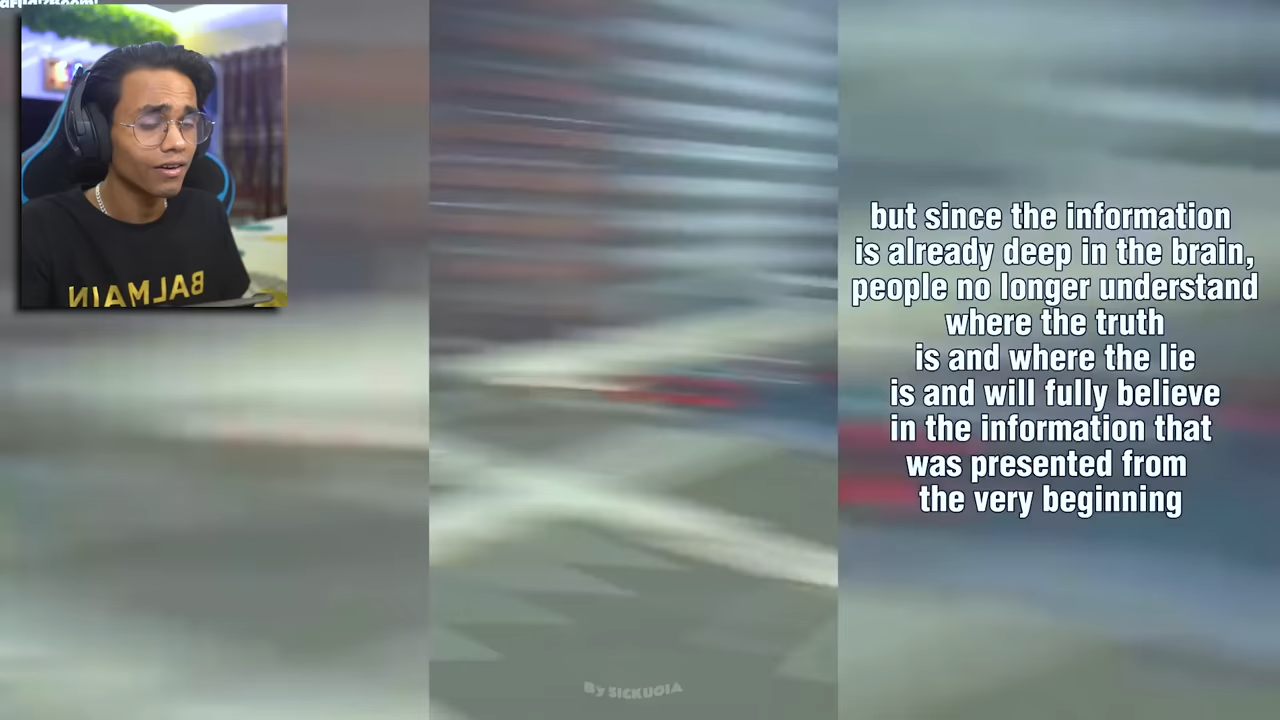 BALMAIN
but since the information
is already deep in the brain,
people no longer understand
where the truth
is and where the lie
is and will fully believe
in the information that
was presented from
the very beginning
By SICKUOIA